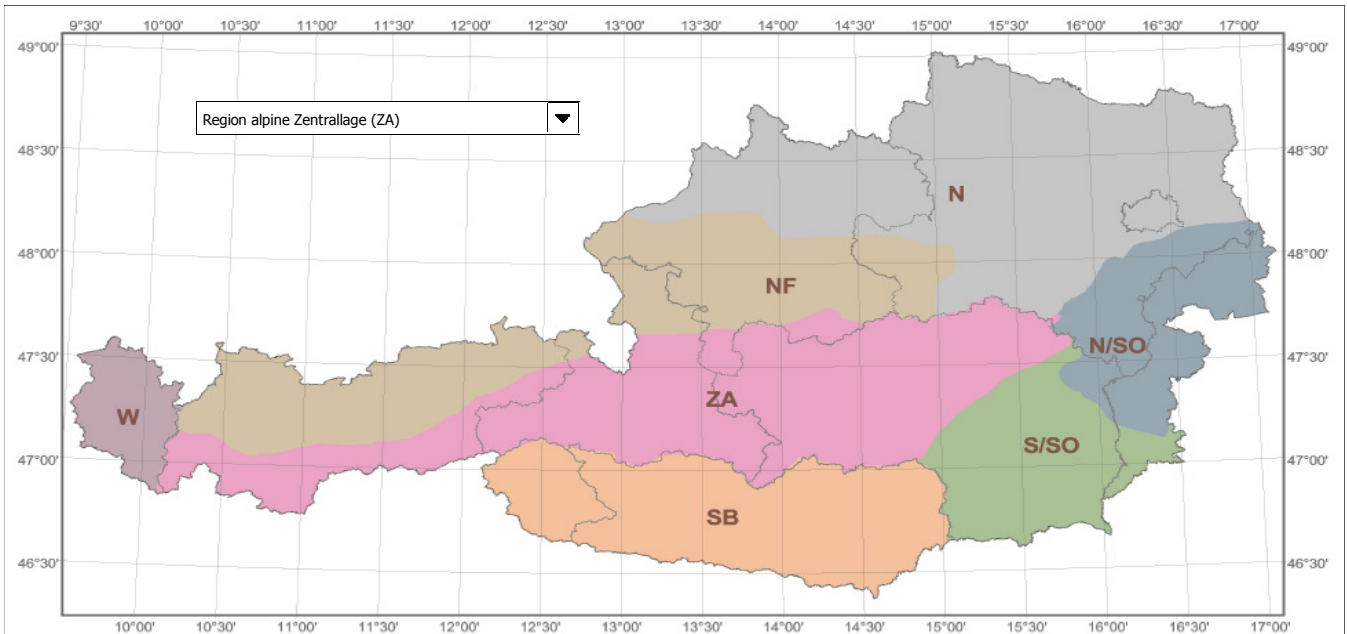 9°30' 10°00' 10°30' 11°00' 11°30' 12°00' 12°30' 13°00' 13°30' 14°00' 14°30' 15°00' 15°30' 16°00' 16°30' 17°00'
49°00' 49°00'
Region alpine Zentrallage (ZA)
48°30' 48°30'
N
48°00' 48°00'
NF
47°30' 47°30'
N/SO
ZA
W
S/SO
47°00' 47°00'
SB
46°30' 46°30'
10°00' 10°30' 11°00' 11°30' 12°00' 12°30' 13°00' 13°30' 14°00' 14°30' 15°00' 15°30' 16°00' 16°30' 17°00'